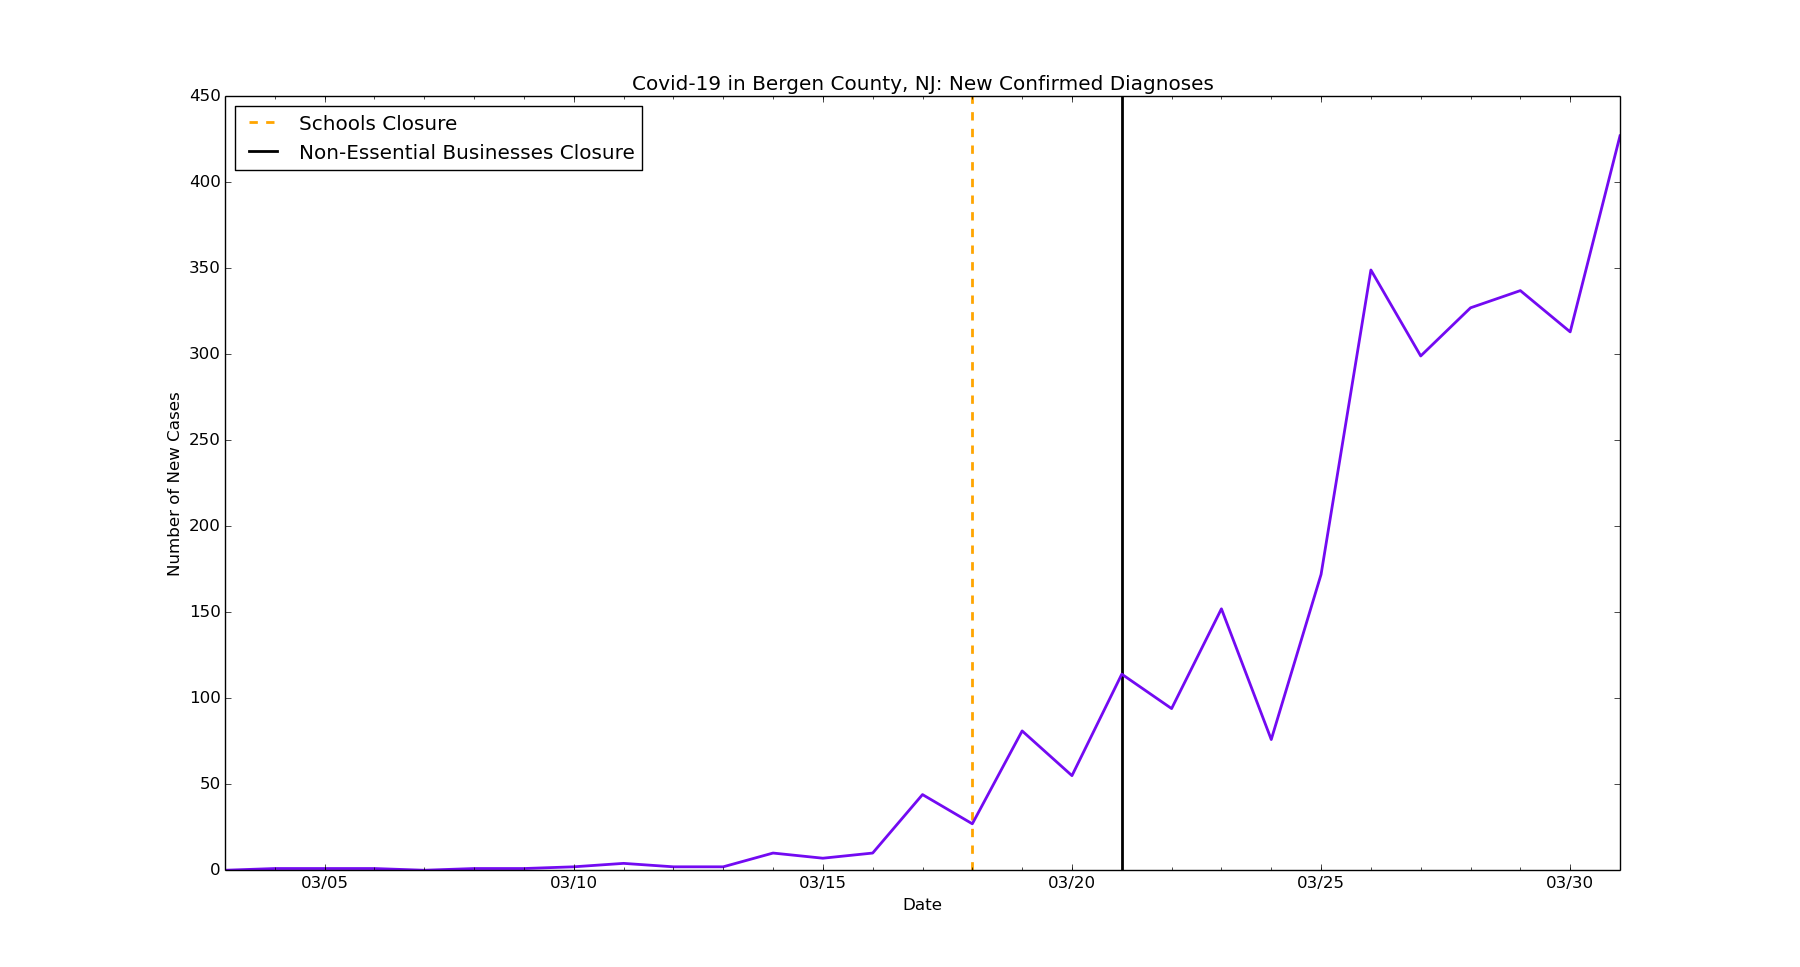 Covid-19 in Bergen County, NJ: New Confirmed Diagnoses
450
Schools Closure
Non-Essential Businesses Closure
400
350
300
250
200
150
100
50
0
Number of New Cases
03/05 03/10 03/15 03/20 03/25 03/30
Date